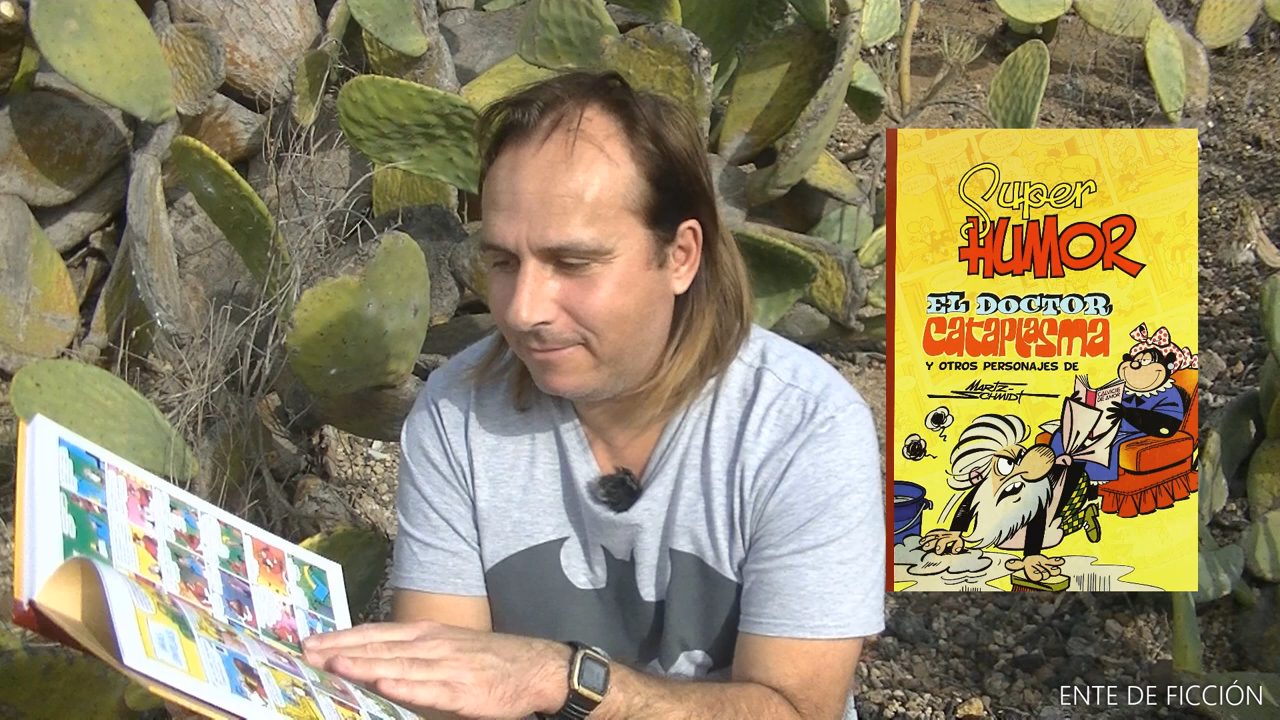 Super
HUMOR
EL DOCTOR
CATAPLASMA
Y OTROS PERSONAJES DE
MARTZ-
SCHMIDT
ENTE DE FICCIÓN